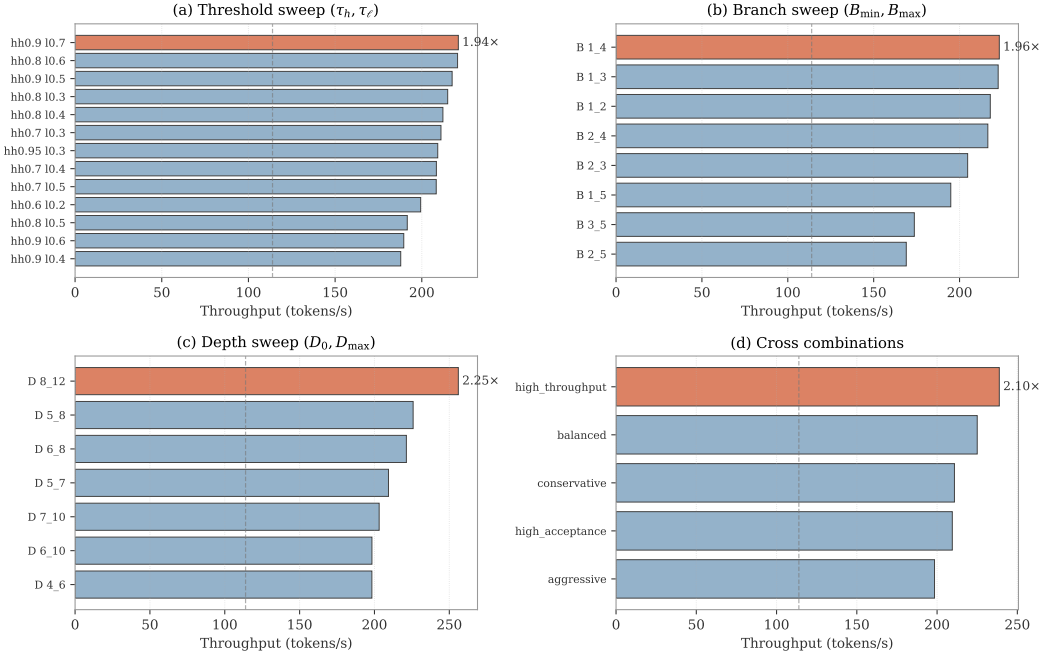 (a) Threshold sweep (τh, τℓ)
hh0.9 l0.7
1.94×
hh0.8 l0.6
hh0.9 l0.5
hh0.8 l0.3
hh0.8 l0.4
hh0.7 l0.3
hh0.95 l0.3
hh0.7 l0.4
hh0.7 l0.5
hh0.6 l0.2
hh0.8 l0.5
hh0.9 l0.6
hh0.9 l0.4
0 50 100 150 200
Throughput (tokens/s)
(b) Branch sweep (Bmin, Bmax)
B 1_4
1.96×
B 1_3
B 1_2
B 2_4
B 2_3
B 1_5
B 3_5
B 2_5
0 50 100 150 200
Throughput (tokens/s)
(c) Depth sweep (D0, Dmax)
D 8_12
2.25×
D 5_8
D 6_8
D 5_7
D 7_10
D 6_10
D 4_6
0 50 100 150 200 250
Throughput (tokens/s)
(d) Cross combinations
high_throughput
2.10×
balanced
conservative
high_acceptance
aggressive
0 50 100 150 200 250
Throughput (tokens/s)